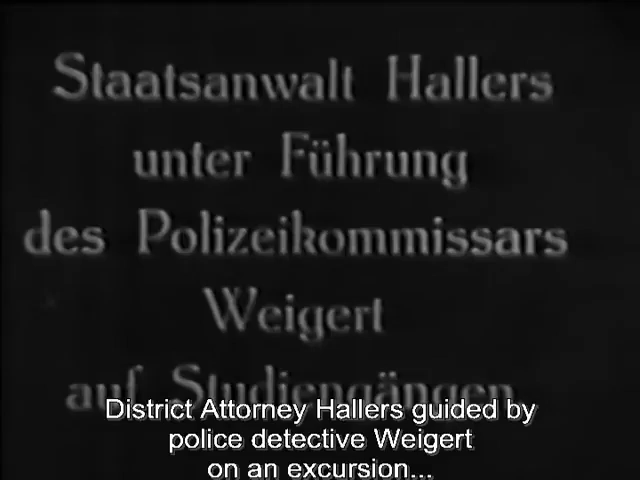 Staatsanwalt Hallers
unter Führung
des Polizeikommissars
Weigert
auf Studiengängen.
District Attorney Hallers guided by
police detective Weigert
on an excursion...